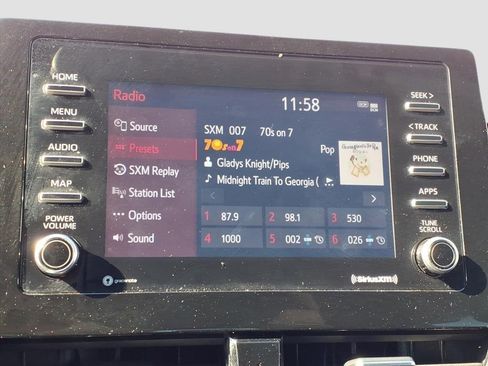 HOME
MENU
AUDIO
MAP
POWER
VOLUME
Radio
11:58
Source
Presets
SXM Replay
Station List
Options
Sound
SXM 007 70s on 7
70s on 7
Pop
Gladys Knight/Pips
Midnight Train To Georgia (
1 87.9
2 98.1
3 530
4 1000
5 002
6 026
SEEK >
< TRACK
PHONE
APPS
TUNE
SCROLL
gracenote
((SiriusXM))